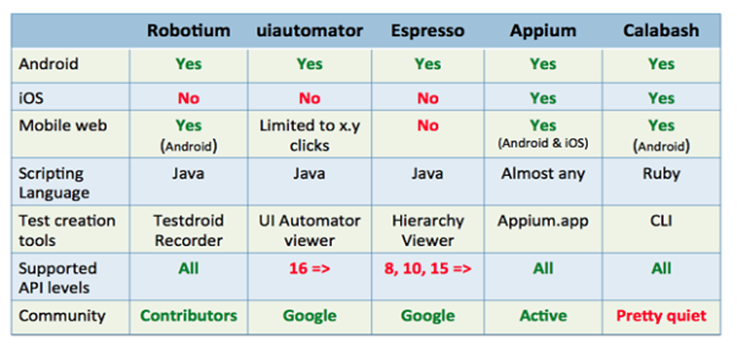 Robotium uiautomator Espresso Appium Calabash
Android Yes Yes Yes Yes Yes
iOS No No No Yes Yes
Mobile web Yes Limited to x.y No Yes Yes
(Android) clicks (Android & iOS) (Android)
Scripting Java Java Java Almost any Ruby
Language
Test creation Testdroid UI Automator Hierarchy Appium.app CLI
tools Recorder viewer Viewer
Supported All 16 => 8, 10, 15 => All All
API levels
Community Contributors Google Google Active Pretty quiet